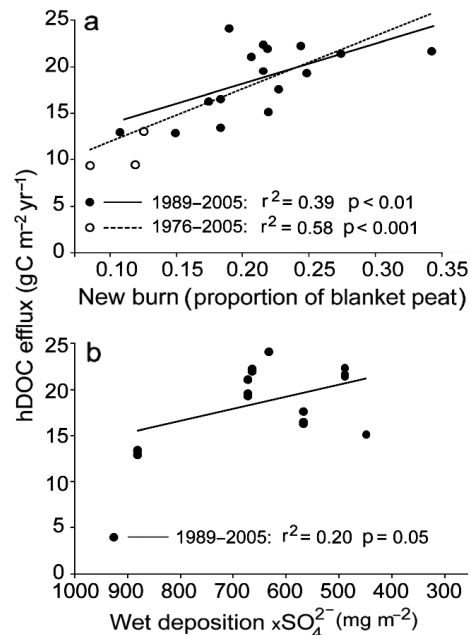 a
25
20
15
10
5
0
1989–2005: r² = 0.39 p < 0.01
1976–2005: r² = 0.58 p < 0.001
0.10 0.15 0.20 0.25 0.30 0.35
New burn (proportion of blanket peat)
hDOC efflux (gC m⁻² yr⁻¹)
b
25
20
15
10
5
0
1989–2005: r² = 0.20 p = 0.05
1000 900 800 700 600 500 400 300
Wet deposition ₓSO₄²⁻ (mg m⁻²)